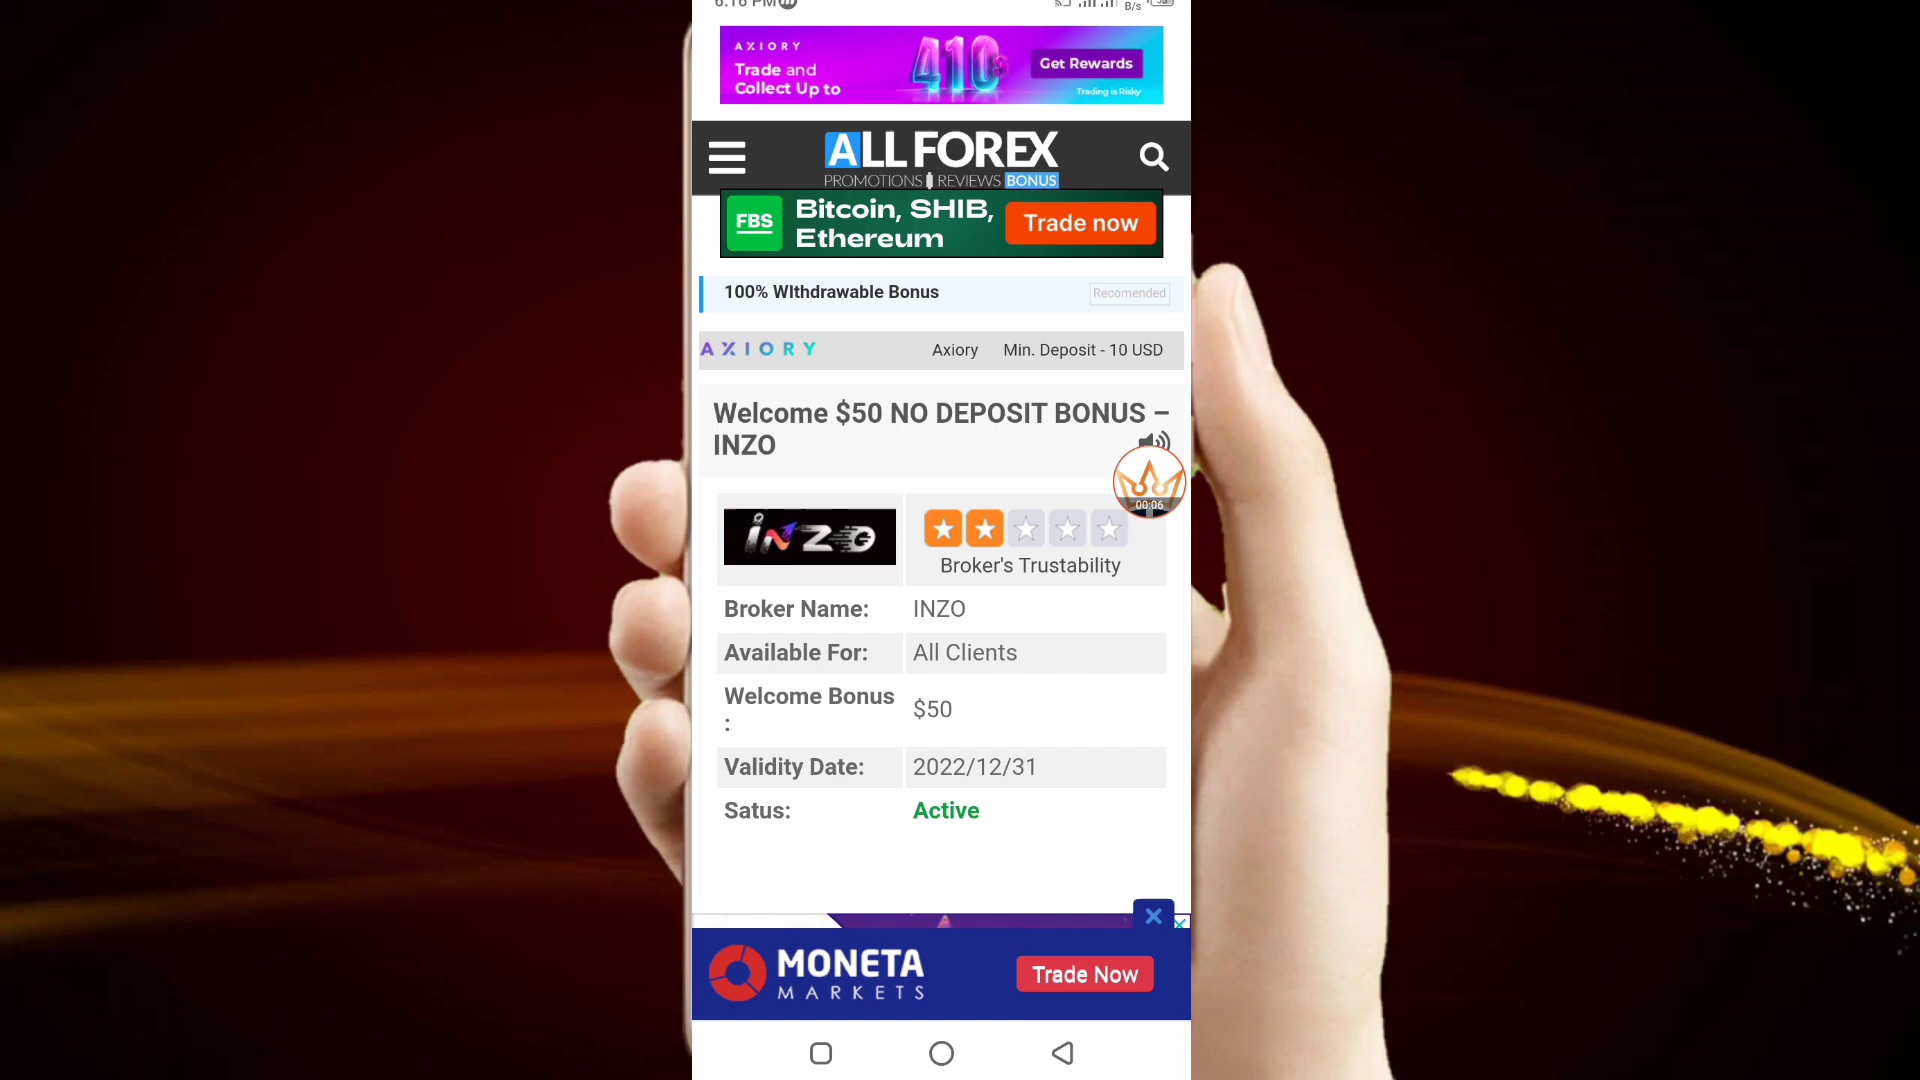 6:16 PM
B/s
AXIORY
Trade and
Collect Up to
410
Get Rewards
Trading is Risky
ALL FOREX
PROMOTIONS REVIEWS BONUS
FBS
Bitcoin, SHIB,
Ethereum
Trade now
100% WIthdrawable Bonus
Recomended
AXIORY
Axiory
Min. Deposit - 10 USD
Welcome $50 NO DEPOSIT BONUS –
INZO
00:06
INZO
Broker's Trustability
Broker Name:
INZO
Available For:
All Clients
Welcome Bonus
:
$50
Validity Date:
2022/12/31
Satus:
Active
MONETA
MARKETS
Trade Now